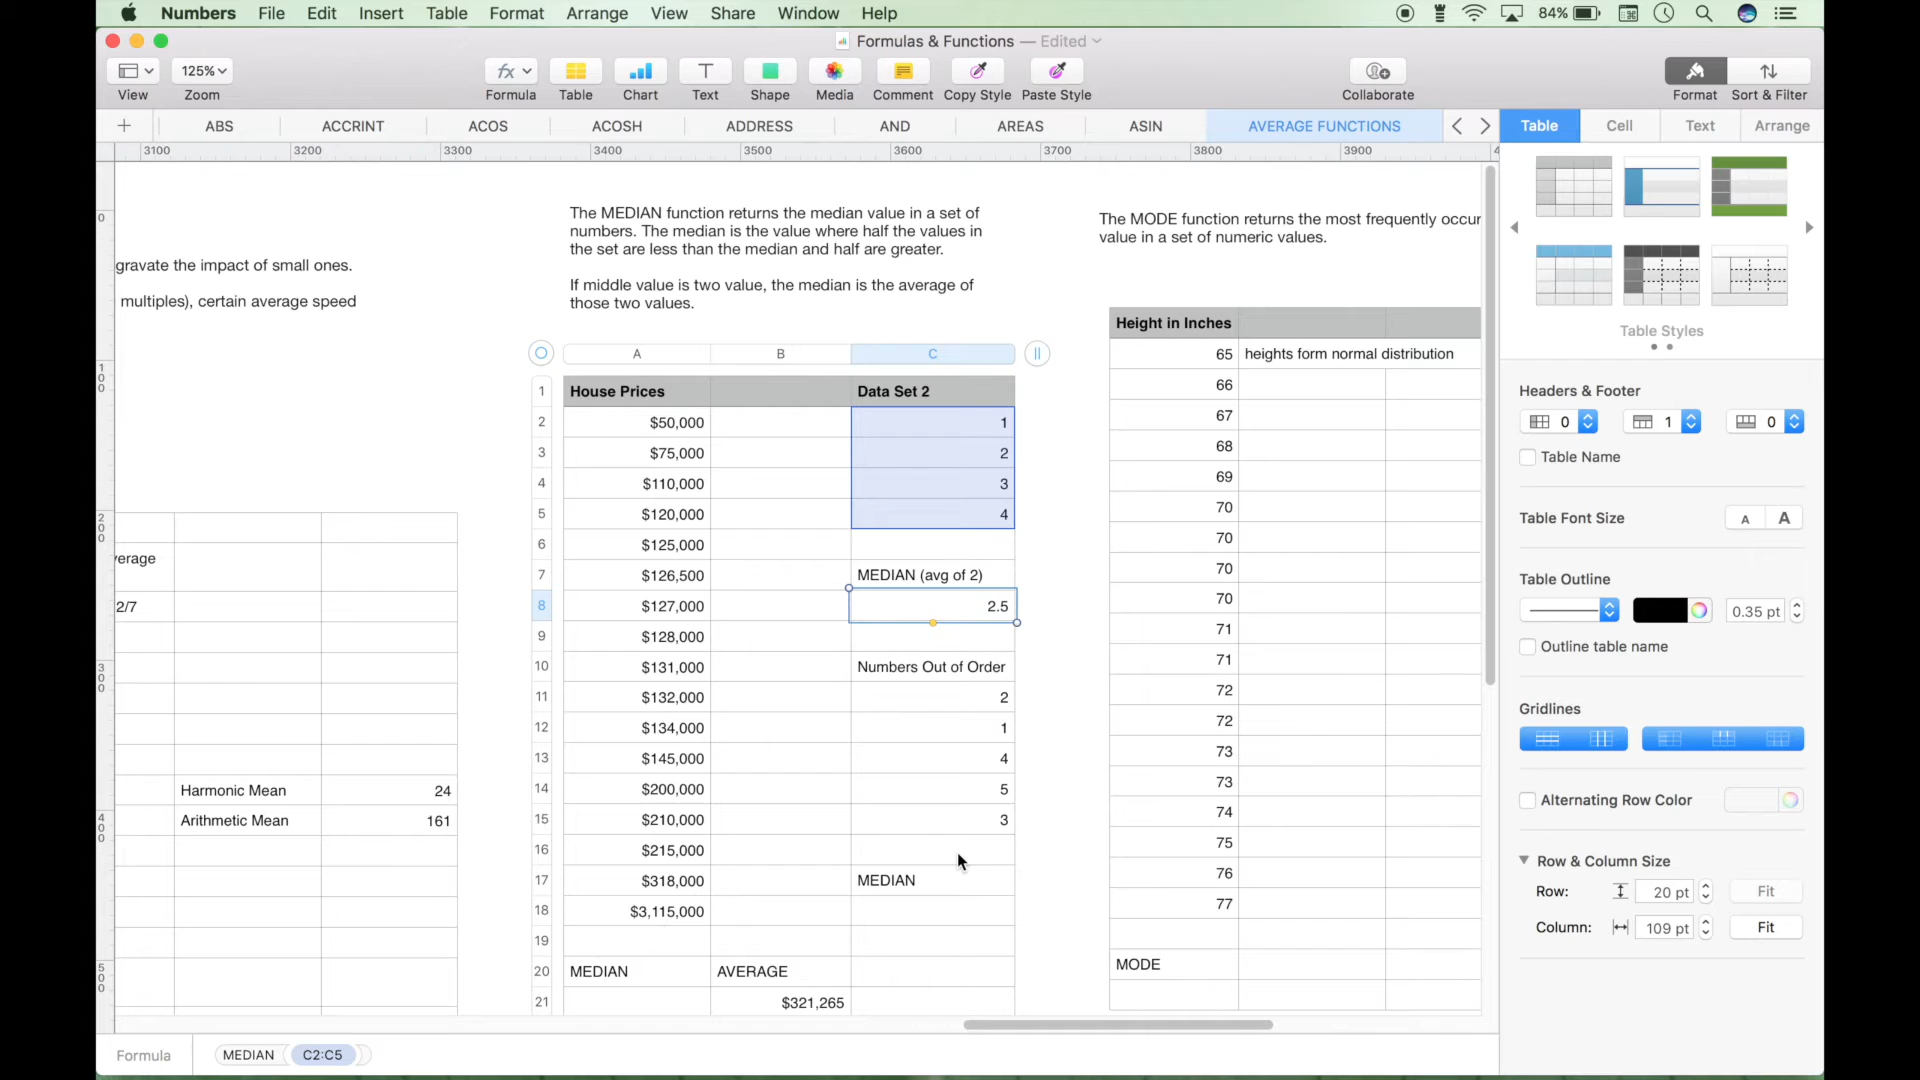 Numbers File Edit Insert Table Format Arrange View Share Window Help
84%
Formulas & Functions — Edited
125%
View Zoom Formula Table Chart Text Shape Media Comment Copy Style Paste Style Collaborate Format Sort & Filter
ABS ACCRINT ACOS ACOSH ADDRESS AND AREAS ASIN AVERAGE FUNCTIONS
Table Cell Text Arrange
3100 3200 3300 3400 3500 3600 3700 3800 3900 4
0
100
200
300
400
500
gravate the impact of small ones.
multiples), certain average speed
verage
2/7
Harmonic Mean 24
Arithmetic Mean 161
The MEDIAN function returns the median value in a set of
numbers. The median is the value where half the values in
the set are less than the median and half are greater.
If middle value is two value, the median is the average of
those two values.
A B C
1 House Prices Data Set 2
2 $50,000 1
3 $75,000 2
4 $110,000 3
5 $120,000 4
6 $125,000
7 $126,500 MEDIAN (avg of 2)
8 $127,000 2.5
9 $128,000
10 $131,000 Numbers Out of Order
11 $132,000 2
12 $134,000 1
13 $145,000 4
14 $200,000 5
15 $210,000 3
16 $215,000
17 $318,000 MEDIAN
18 $3,115,000
19
20 MEDIAN AVERAGE
21 $321,265
The MODE function returns the most frequently occur
value in a set of numeric values.
Height in Inches
65 heights form normal distribution
66
67
68
69
70
70
70
70
71
71
72
72
73
73
74
75
76
77
MODE
Table Styles
Headers & Footer
0 1 0
Table Name
Table Font Size A A
Table Outline
0.35 pt
Outline table name
Gridlines
Alternating Row Color
Row & Column Size
Row: 20 pt Fit
Column: 109 pt Fit
Formula MEDIAN C2:C5